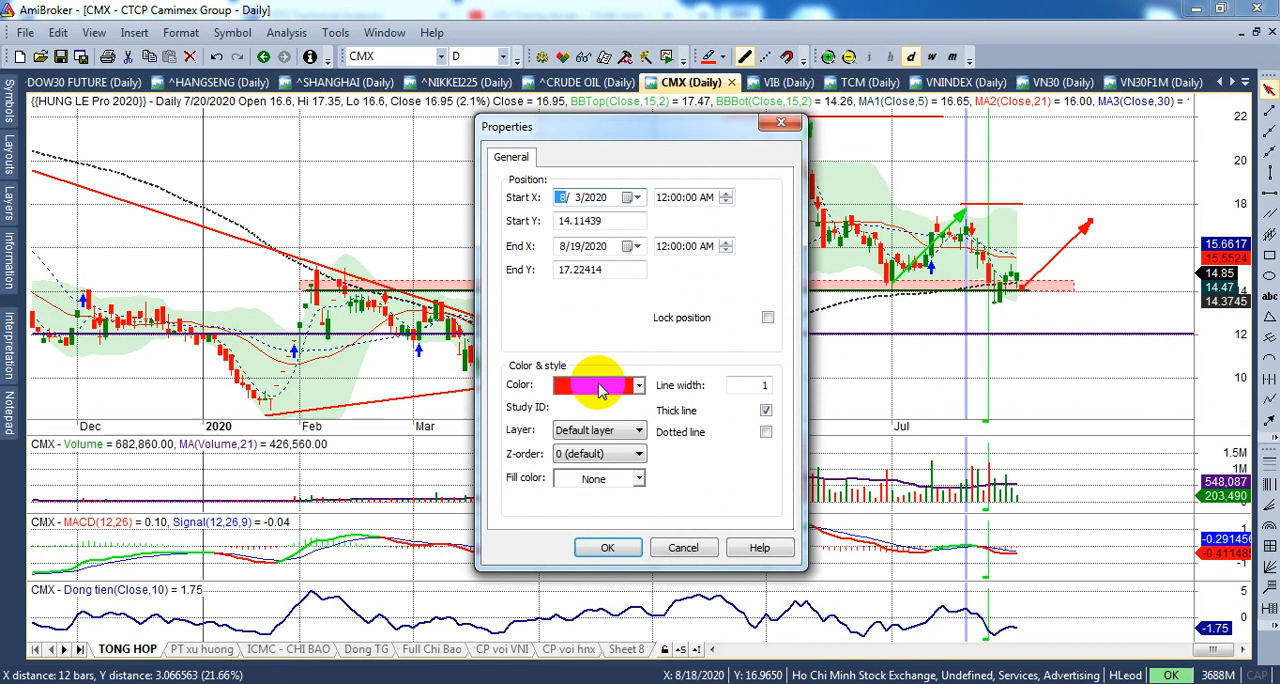 AmiBroker - [CMX - CTCP Camimex Group - Daily]
File Edit View Insert Format Symbol Analysis Tools Window Help
CMX D i h i d w m
DOW30 FUTURE (Daily) ^HANGSENG (Daily) ^SHANGHAI (Daily) ^NIKKEI225 (Daily) ^CRUDE OIL (Daily) CMX (Daily) VIB (Daily) TCM (Daily) VNINDEX (Daily) VN30 (Daily) VN30F1M (Daily)
{{HUNG LE Pro 2020}} - Daily 7/20/2020 Open 16.6, Hi 17.35, Lo 16.6, Close 16.95 (2.1%) Close = 16.95, BBTop(Close,15,2) = 17.47, BBBot(Close,15,2) = 14.26, MA1(Close,5) = 16.65, MA2(Close,21) = 16.00, MA3(Close,30) =
Symbols
Layouts
Layers
Information
Interpretation
Notepad
Properties
General
Position:
Start X: 8/ 3/2020 12:00:00 AM
Start Y: 14.11439
End X: 8/19/2020 12:00:00 AM
End Y: 17.22414
Lock position
Color & style
Color: Line width: 1
Study ID: Thick line
Layer: Default layer Dotted line
Z-order: 0 (default)
Fill color: None
OK Cancel Help
22
20
18
15.6617
15.5524
14.85
14.47
14
14.3745
12
10
abc
Dec 2020 Feb Mar Jul
CMX - Volume = 682,860.00, MA(Volume,21) = 426,560.00
1.5M
1M
548,087
203,490
CMX - MACD(12,26) = 0.10, Signal(12,26,9) = -0.04
1
-0.291456
-0.411485
-1
CMX - Dong tien(Close,10) = 1.75
5
0
-1.75
TONG HOP PT xu huong ICMC - CHI BAO Dong TG Full Chi Bao CP voi VNI CP voi hnx Sheet 8
X distance: 12 bars, Y distance: 3.066563 (21.66%) X: 8/18/2020 Y: 16.9650 Ho Chi Minh Stock Exchange, Undefined, Services, Advertising HLeod OK 3688M CAP